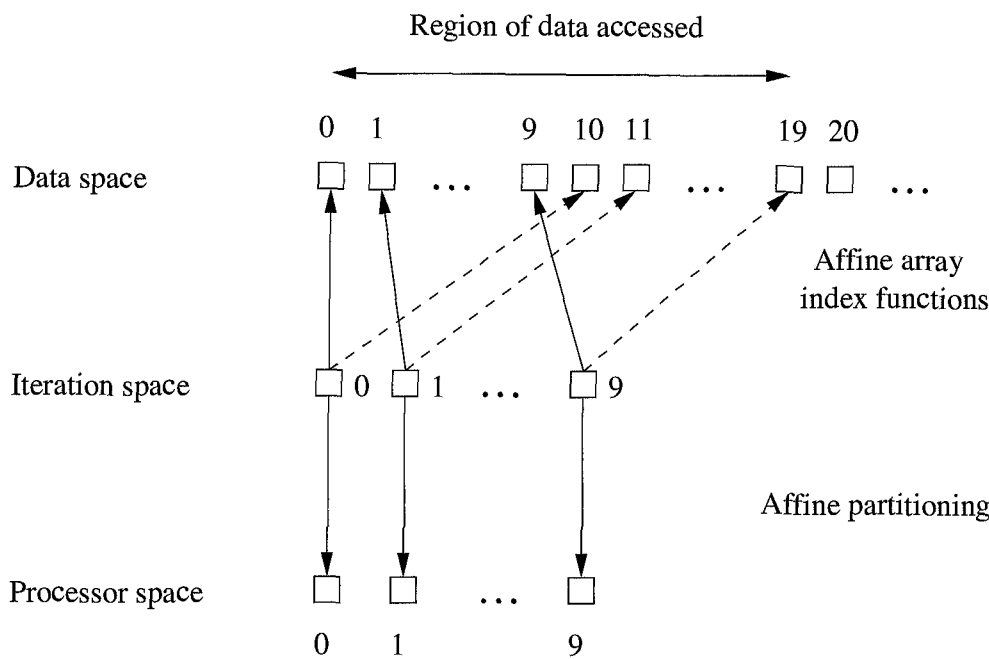 Region of data accessed
0 1 9 10 11 19 20
Data space ... ... ...
Affine array
index functions
Iteration space 0 1 ... 9
Affine partitioning
Processor space ...
0 1 9